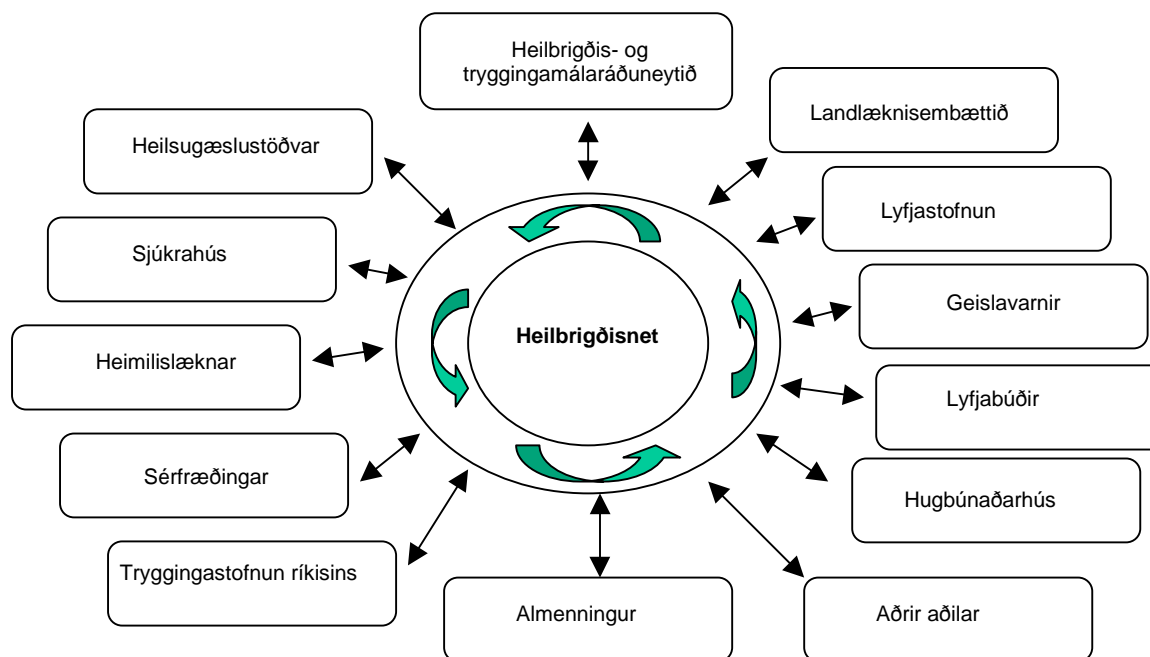 Heilbrigðis- og
tryggingamálaráðuneytið
Landlæknisembættið
Heilsugæslustöðvar
Lyfjastofnun
Sjúkrahús
Geislavarnir
Heilbrigðisnet
Heimilislæknar
Lyfjabúðir
Sérfræðingar
Hugbúnaðarhús
Tryggingastofnun ríkisins
Almenningur
Aðrir aðilar